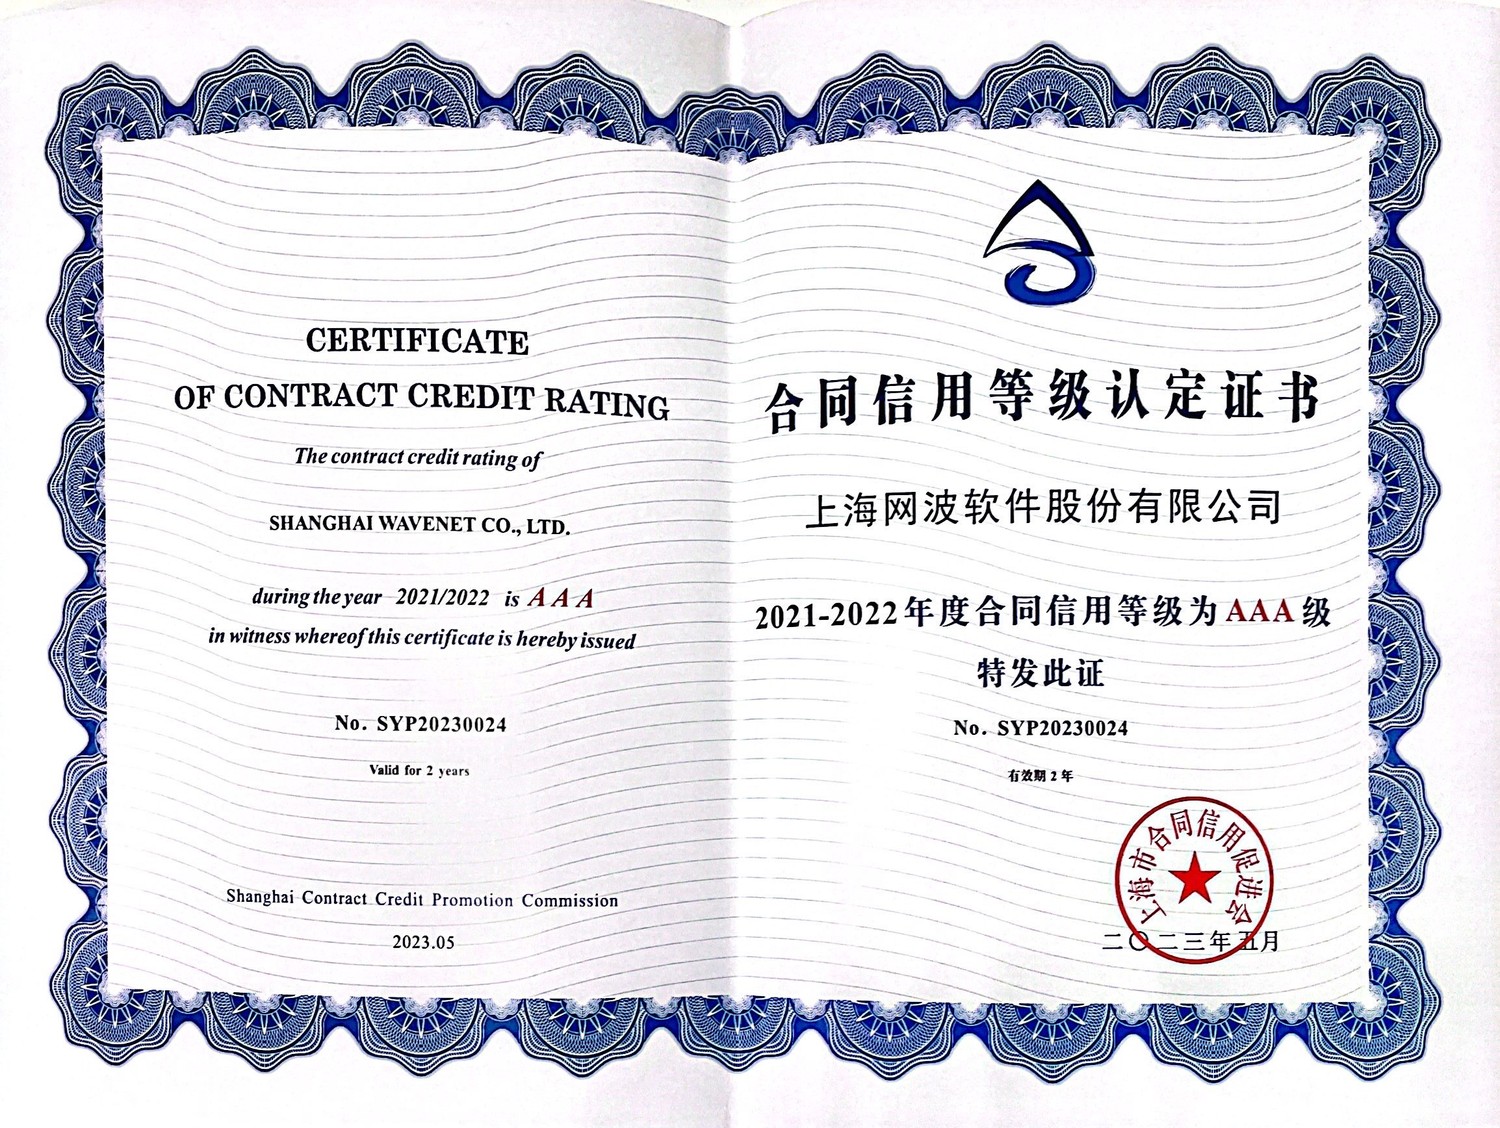 CERTIFICATE
OF CONTRACT CREDIT RATING
The contract credit rating of
SHANGHAI WAVENET CO., LTD.
during the year 2021/2022 is AAA
in witness whereof this certificate is hereby issued
No. SYP20230024
Valid for 2 years
Shanghai Contract Credit Promotion Commission
2023.05
合同信用等级认定证书
上海网波软件股份有限公司
2021-2022年度合同信用等级为AAA级
特发此证
No. SYP20230024
有效期2年
上海市合同信用促进会
二〇二三年五月